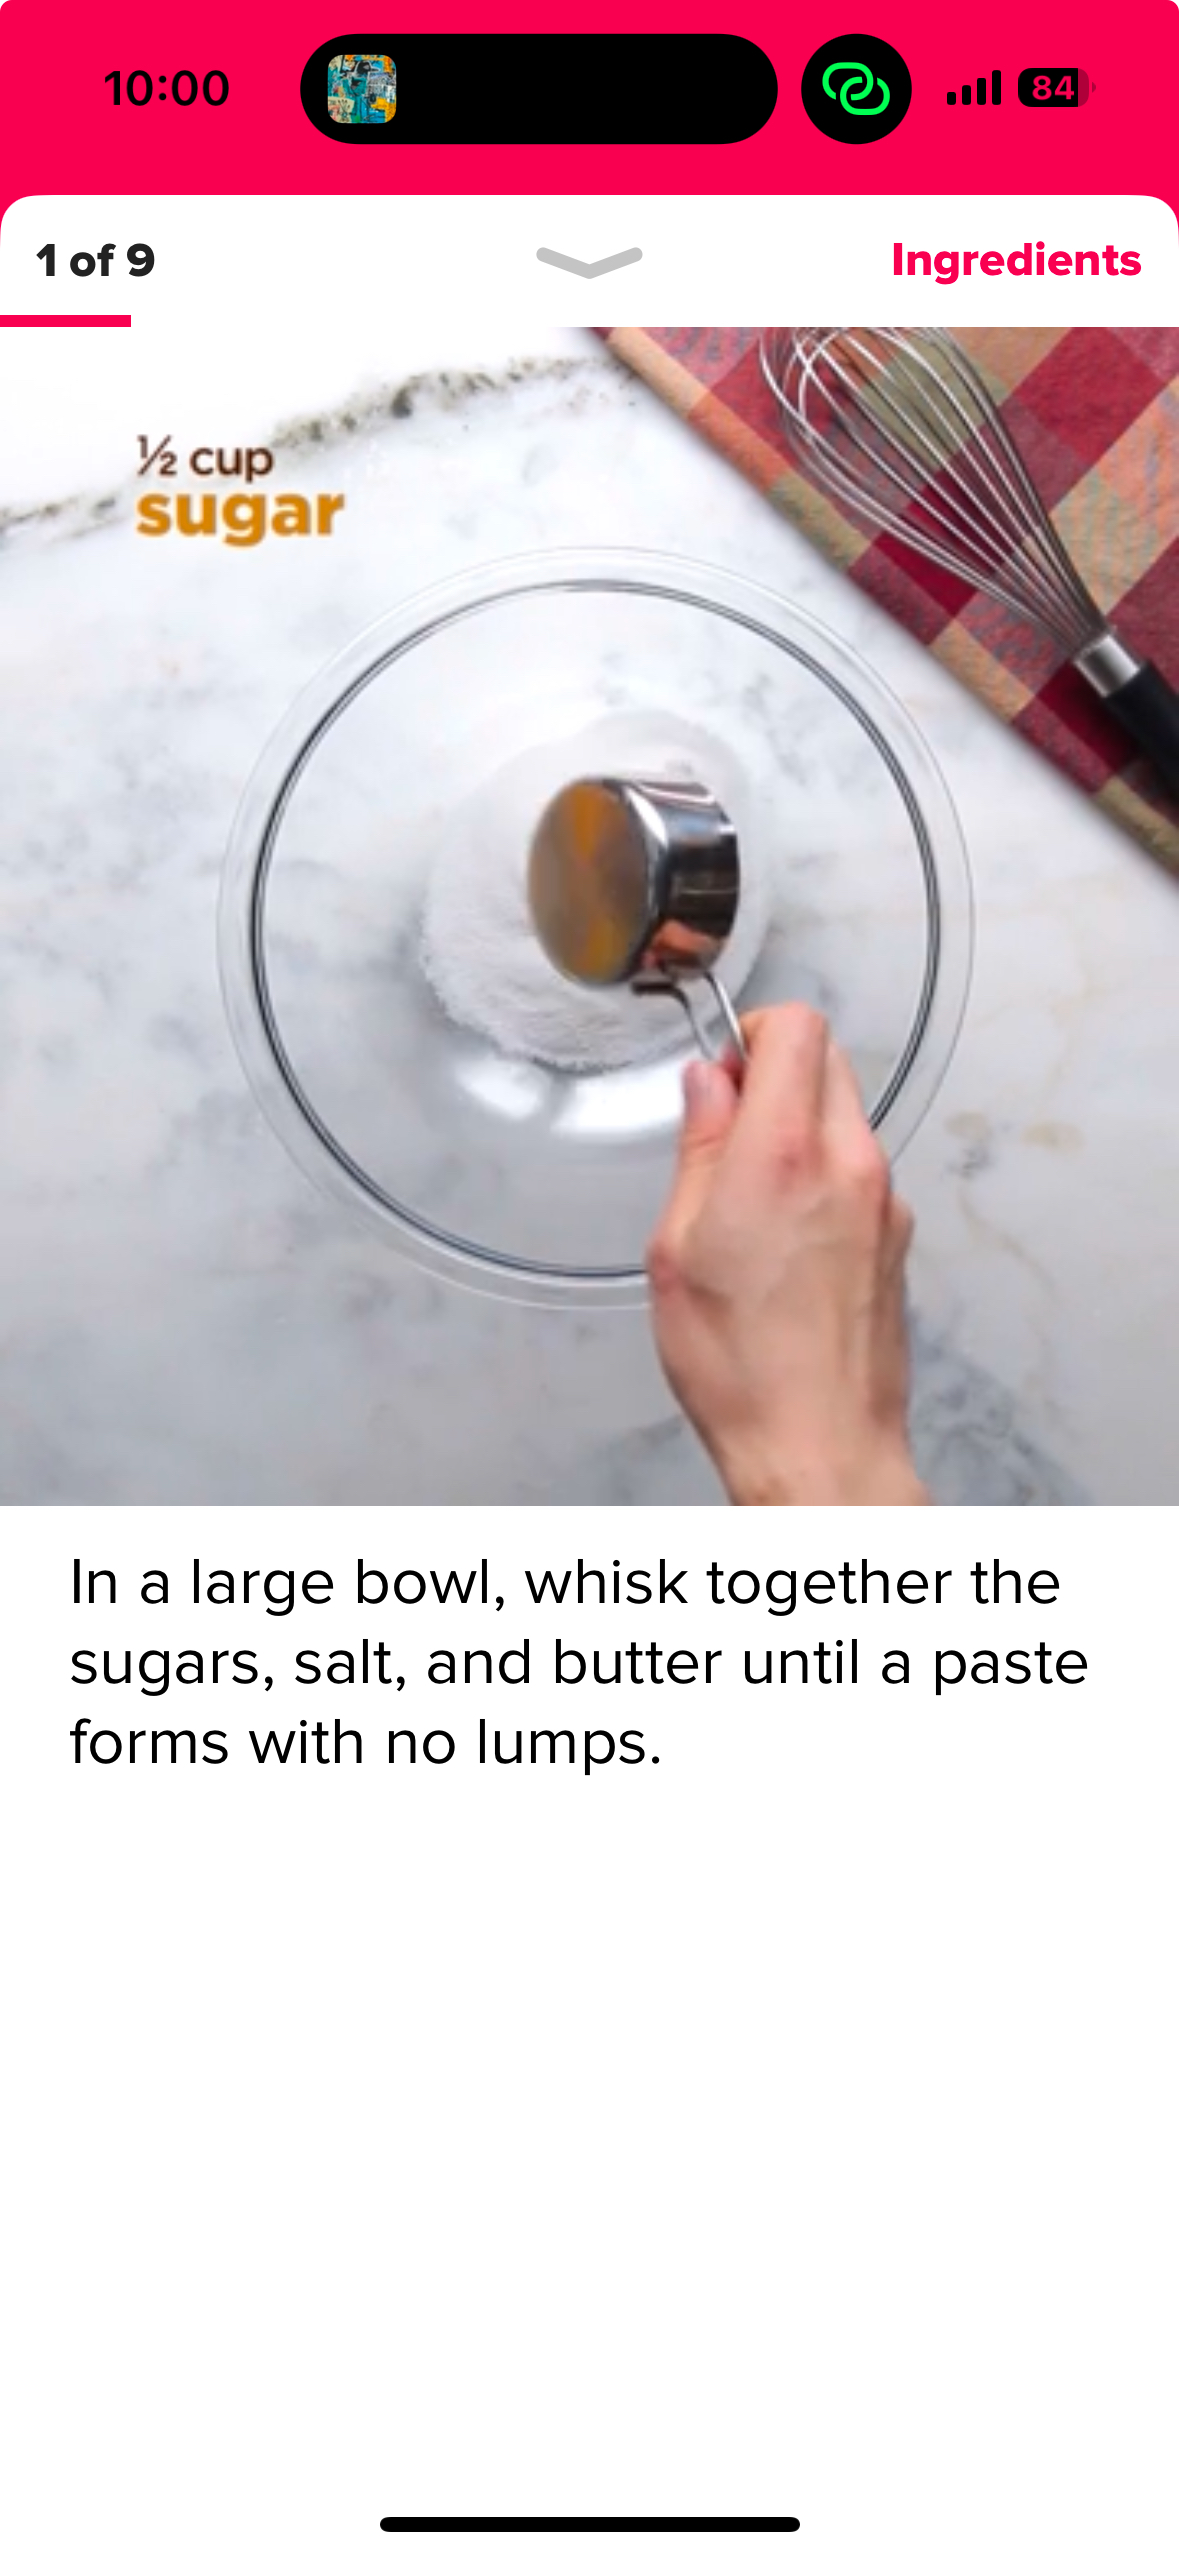 10:00
84
1 of 9
Ingredients
½ cup
sugar
In a large bowl, whisk together the
sugars, salt, and butter until a paste
forms with no lumps.